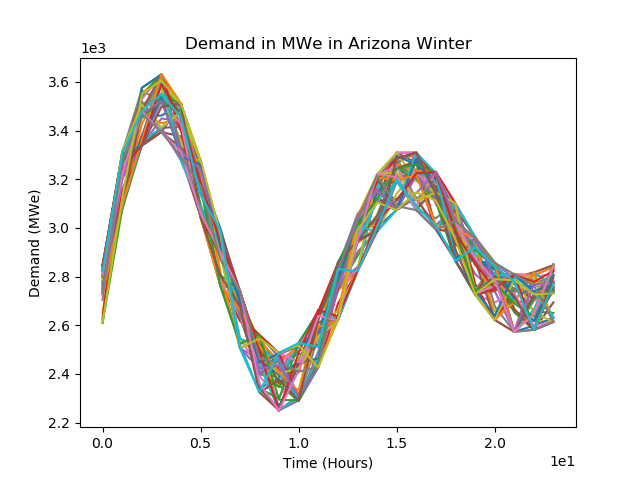 Demand in MWe in Arizona Winter
1e3
3.6
3.4
3.2
3.0
2.8
2.6
2.4
2.2
Demand (MWe)
0.0 0.5 1.0 1.5 2.0
1e1
Time (Hours)